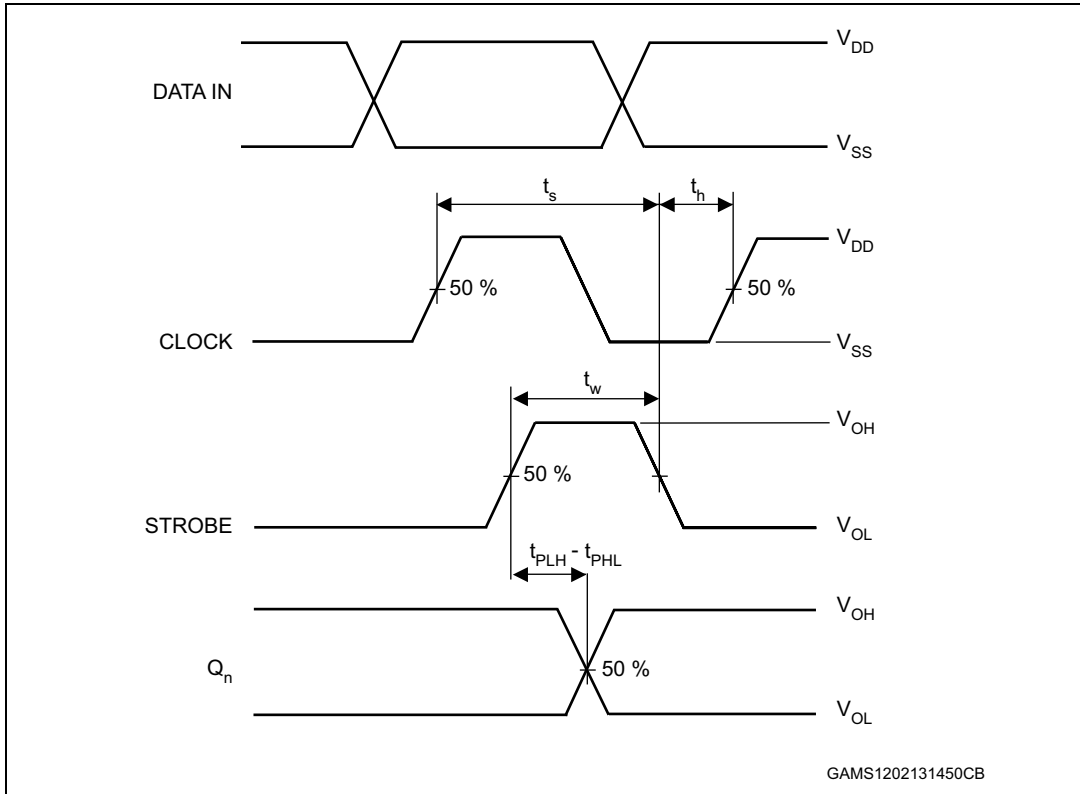 V_DD
DATA IN
V_SS
t_s
t_h
V_DD
50 %
50 %
CLOCK
V_SS
t_w
V_OH
50 %
STROBE
V_OL
t_PLH - t_PHL
V_OH
Q_n
50 %
V_OL
GAMS1202131450CB